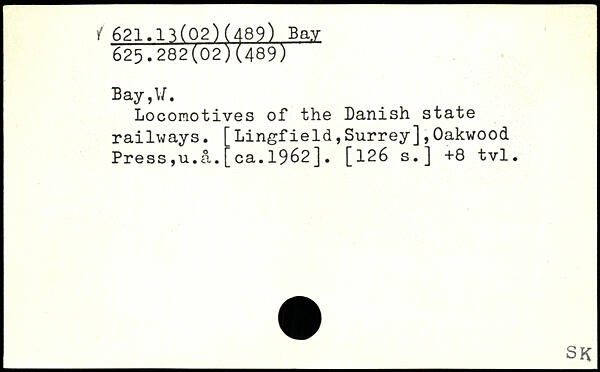 621.13(02)(489) Bay
625.282(02)(489)
Bay,W.
Locomotives of the Danish state
railways. [Lingfield,Surrey],Oakwood
Press,u.å.[ca.1962]. [126 s.] +8 tvl.
SK